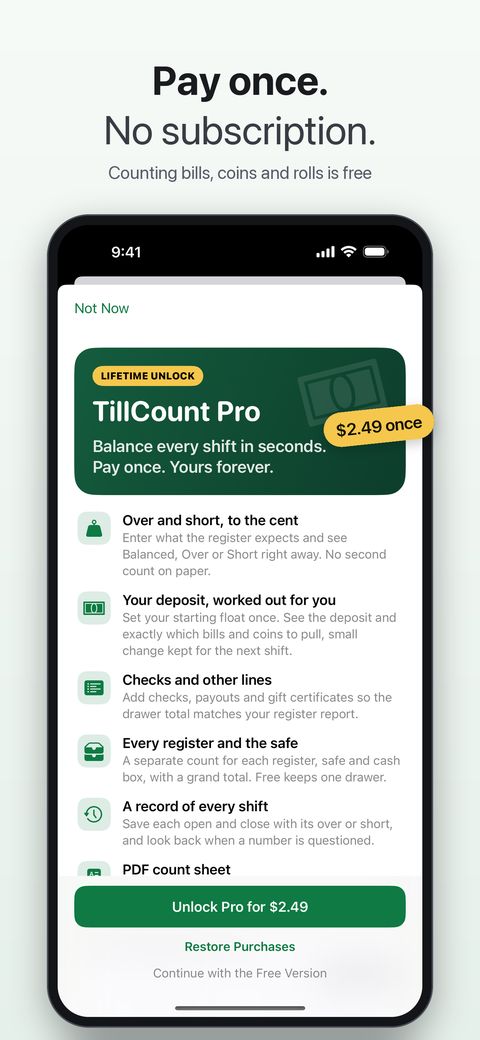 Pay once.
No subscription.
Counting bills, coins and rolls is free
9:41
Not Now
LIFETIME UNLOCK
TillCount Pro
$2.49 once
Balance every shift in seconds.
Pay once. Yours forever.
Over and short, to the cent
Enter what the register expects and see
Balanced, Over or Short right away. No second
count on paper.
Your deposit, worked out for you
Set your starting float once. See the deposit and
exactly which bills and coins to pull, small
change kept for the next shift.
Checks and other lines
Add checks, payouts and gift certificates so the
drawer total matches your register report.
Every register and the safe
A separate count for each register, safe and cash
box, with a grand total. Free keeps one drawer.
A record of every shift
Save each open and close with its over or short,
and look back when a number is questioned.
PDF count sheet
Unlock Pro for $2.49
Restore Purchases
Continue with the Free Version